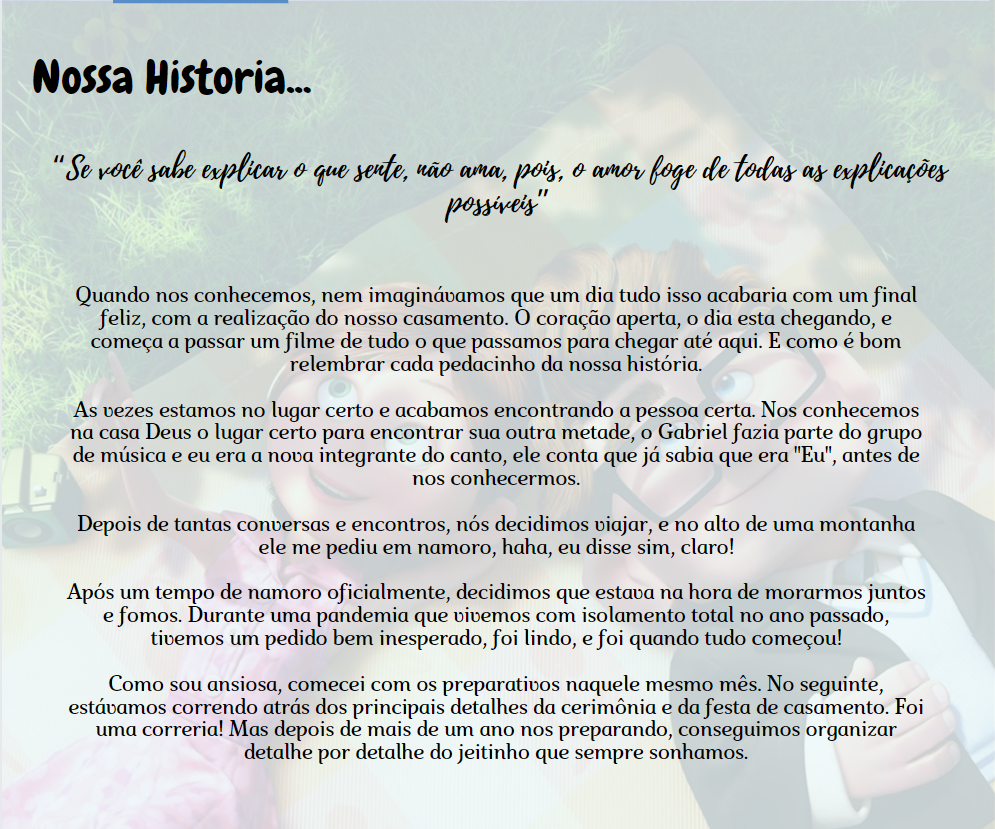 Nossa Historia...
“Se você sabe explicar o que sente, não ama, pois, o amor foge de todas as explicações
possíveis”
Quando nos conhecemos, nem imaginávamos que um dia tudo isso acabaria com um final
feliz, com a realização do nosso casamento. O coração aperta, o dia esta chegando, e
começa a passar um filme de tudo o que passamos para chegar até aqui. E como é bom
relembrar cada pedacinho da nossa história.
As vezes estamos no lugar certo e acabamos encontrando a pessoa certa. Nos conhecemos
na casa Deus o lugar certo para encontrar sua outra metade, o Gabriel fazia parte do grupo
de música e eu era a nova integrante do canto, ele conta que já sabia que era "Eu", antes de
nos conhecermos.
Depois de tantas conversas e encontros, nós decidimos viajar, e no alto de uma montanha
ele me pediu em namoro, haha, eu disse sim, claro!
Após um tempo de namoro oficialmente, decidimos que estava na hora de morarmos juntos
e fomos. Durante uma pandemia que vivemos com isolamento total no ano passado,
tivemos um pedido bem inesperado, foi lindo, e foi quando tudo começou!
Como sou ansiosa, comecei com os preparativos naquele mesmo mês. No seguinte,
estávamos correndo atrás dos principais detalhes da cerimônia e da festa de casamento. Foi
uma correria! Mas depois de mais de um ano nos preparando, conseguimos organizar
detalhe por detalhe do jeitinho que sempre sonhamos.